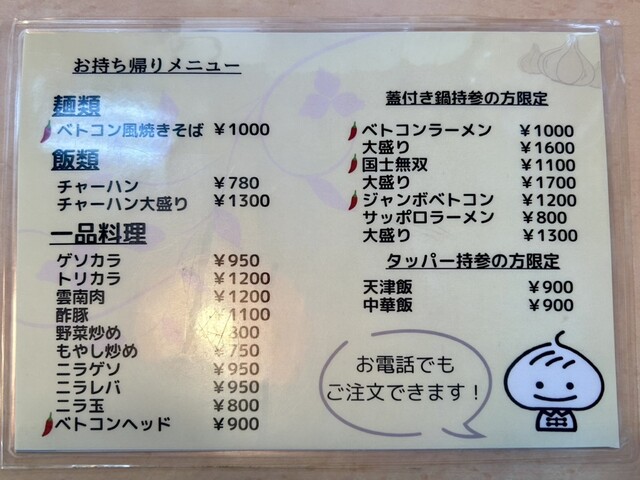 お持ち帰りメニュー
麺類
ベトコン風焼きそば ￥1000
飯類
チャーハン ￥780
チャーハン大盛り ￥1300
一品料理
ゲソカラ ￥950
トリカラ ￥1200
雲南肉 ￥1200
酢豚 ￥1100
野菜炒め
もやし炒め ￥750
ニラゲソ ￥950
ニラレバ ￥950
ニラ玉 ￥800
ベトコンヘッド ￥900
蓋付き鍋持参の方限定
ベトコンラーメン ￥1000
大盛り ￥1600
国士無双 ￥1100
大盛り ￥1700
ジャンボベトコン ￥1200
サッポロラーメン ￥800
大盛り ￥1300
タッパー持参の方限定
天津飯 ￥900
中華飯 ￥900
お電話でも
ご注文できます！